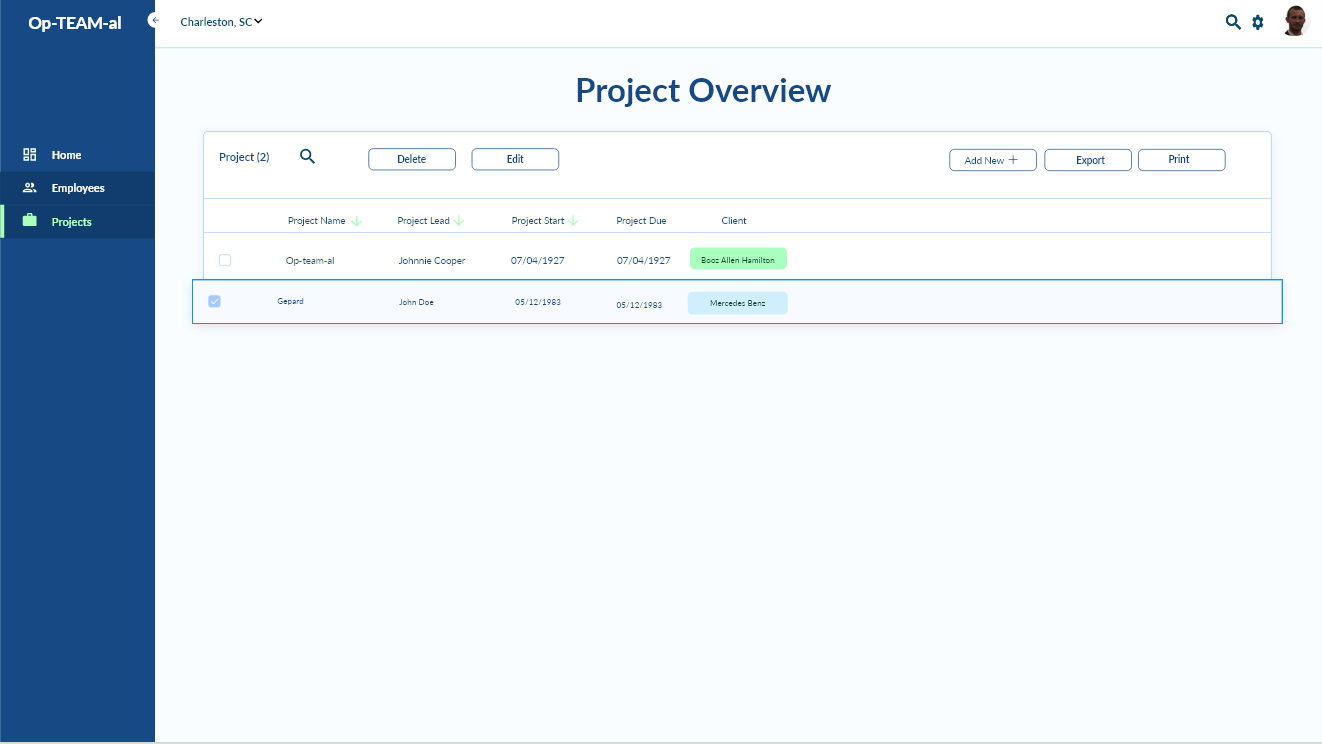 Op-TEAM-al
Charleston, SC
Home
Employees
Projects
Project Overview
Project (2)
Delete
Edit
Add New
Export
Print
Project Name
Project Lead
Project Start
Project Due
Client
Op-team-al
Johnnie Cooper
07/04/1927
07/04/1927
Booz Allen Hamilton
Gepard
John Doe
05/12/1983
05/12/1983
Mercedes Benz